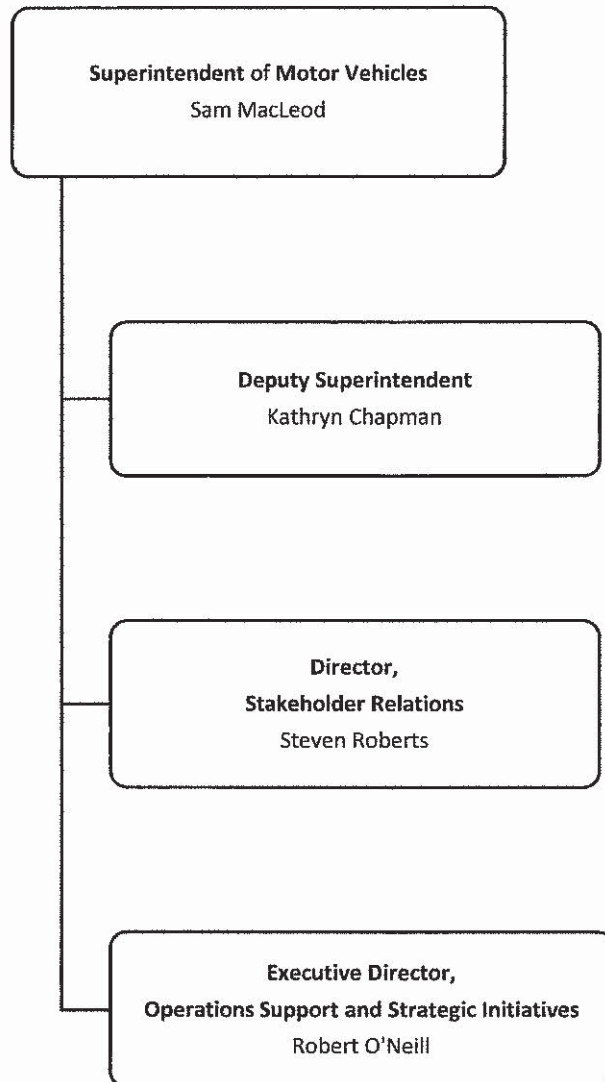 Superintendent of Motor Vehicles
Sam MacLeod
Deputy Superintendent
Kathryn Chapman
Director,
Stakeholder Relations
Steven Roberts
Executive Director,
Operations Support and Strategic Initiatives
Robert O'Neill